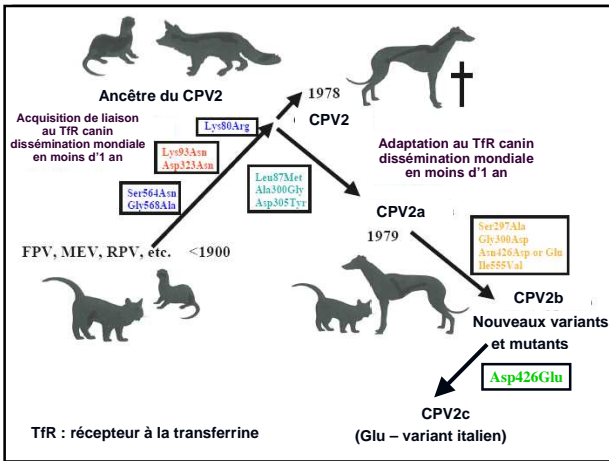 Ancêtre du CPV2
1978
CPV2
Acquisition de liaison
au TfR canin
dissémination mondiale
en moins d'1 an
Lys80Arg
Lys93Asn
Asp323Asn
Ser564Asn
Gly568Ala
Adaptation au TfR canin
dissémination mondiale
en moins d'1 an
Leu87Met
Ala300Gly
Asp305Tyr
CPV2a
1979
FPV, MEV, RPV, etc. <1900
Ser297Ala
Gly300Asp
Asn426Asp or Glu
Ile555Val
CPV2b
Nouveaux variants
et mutants
Asp426Glu
CPV2c
(Glu – variant italien)
TfR : récepteur à la transferrine